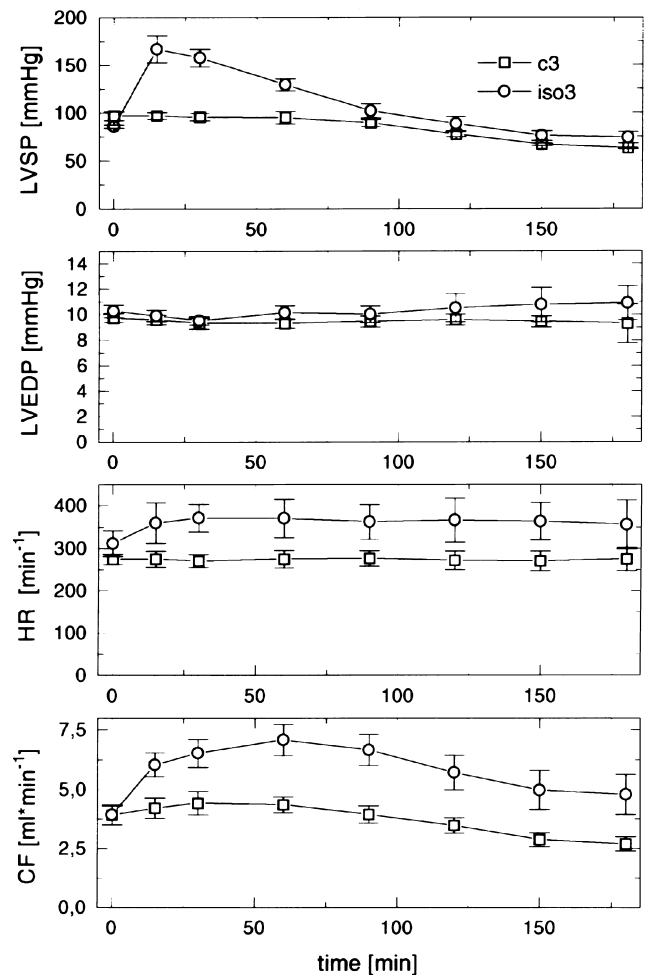 200
150
100
50
0
LVSP [mmHg]
c3
iso3
0 50 100 150
14
12
10
8
6
4
2
0
LVEDP [mmHg]
0 50 100 150
400
300
200
100
0
HR [min⁻¹]
0 50 100 150
7,5
5,0
2,5
0,0
CF [ml*min⁻¹]
0 50 100 150
time [min]